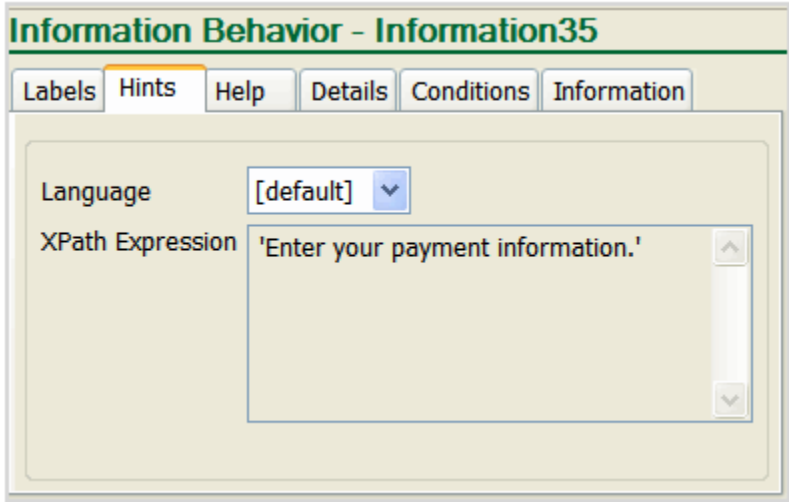 Information Behavior - Information35
Labels Hints Help Details Conditions Information
Language [default]
XPath Expression 'Enter your payment information.'